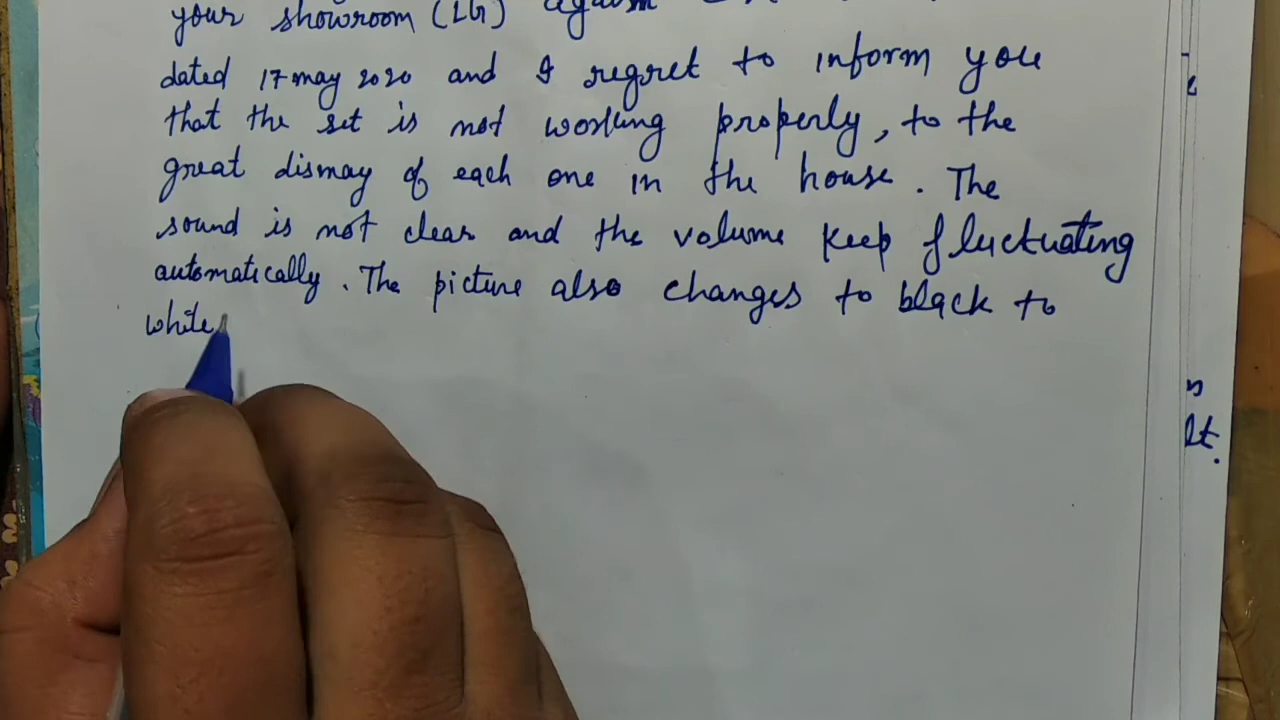 your showroom (LG) against
dated 17 may 2020 and I regret to inform you
that the set is not working properly, to the
great dismay of each one in the house. The
sound is not clear and the volume keep fluctuating
automatically. The picture also changes to black to
white
lt.